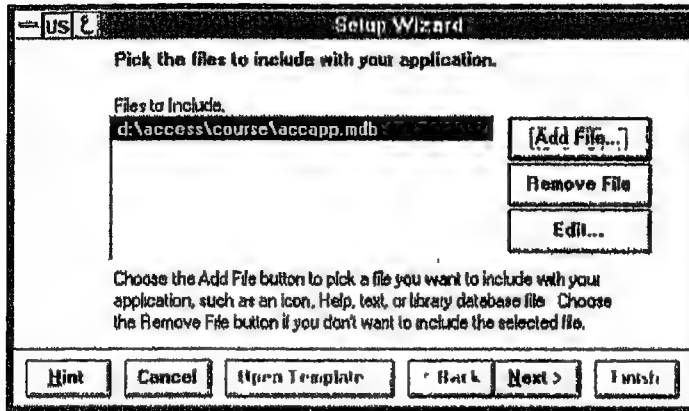 US ع Setup Wizard
Pick the files to include with your application.
Files to Include.
d:\access\course\accapp.mdb
Add File...
Remove File
Edit...
Choose the Add File button to pick a file you want to include with your
application, such as an icon, Help, text, or library database file Choose
the Remove File button if you don't want to include the selected file.
Hint Cancel Open Template < Back Next > Finish